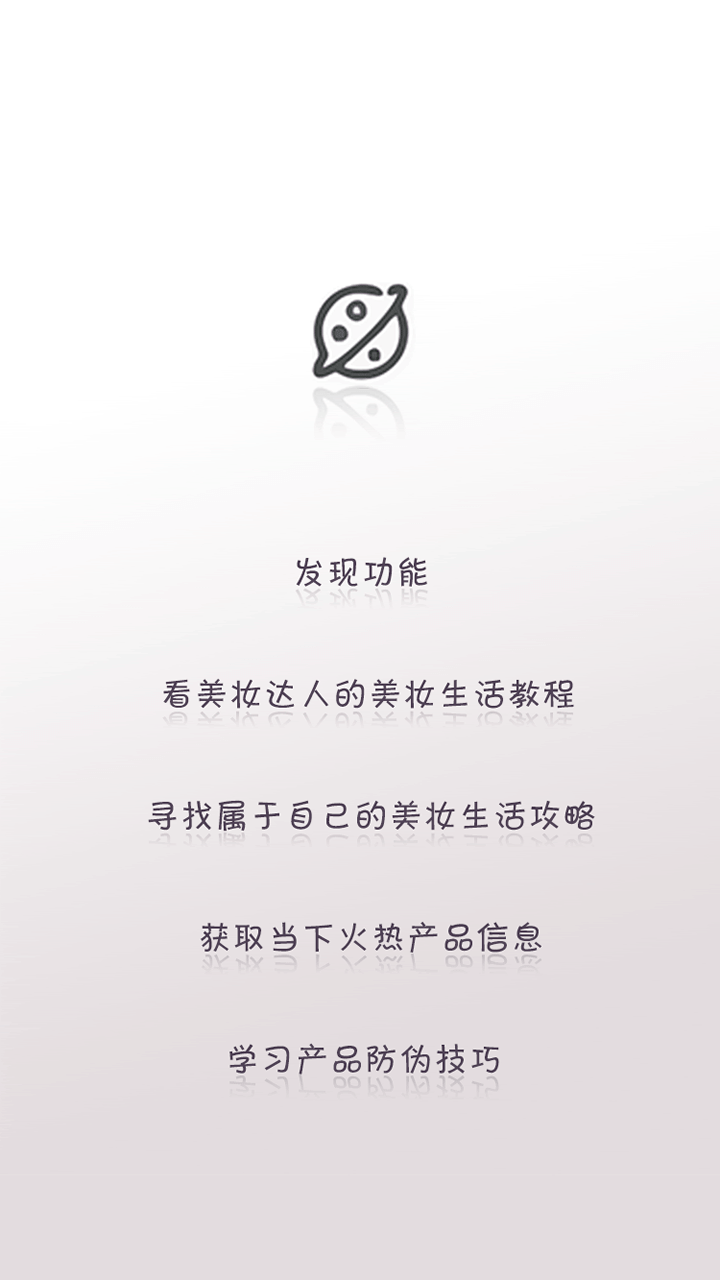 发现功能
看美妆达人的美妆生活教程
寻找属于自己的美妆生活攻略
获取当下火热产品信息
学习产品防伪技巧